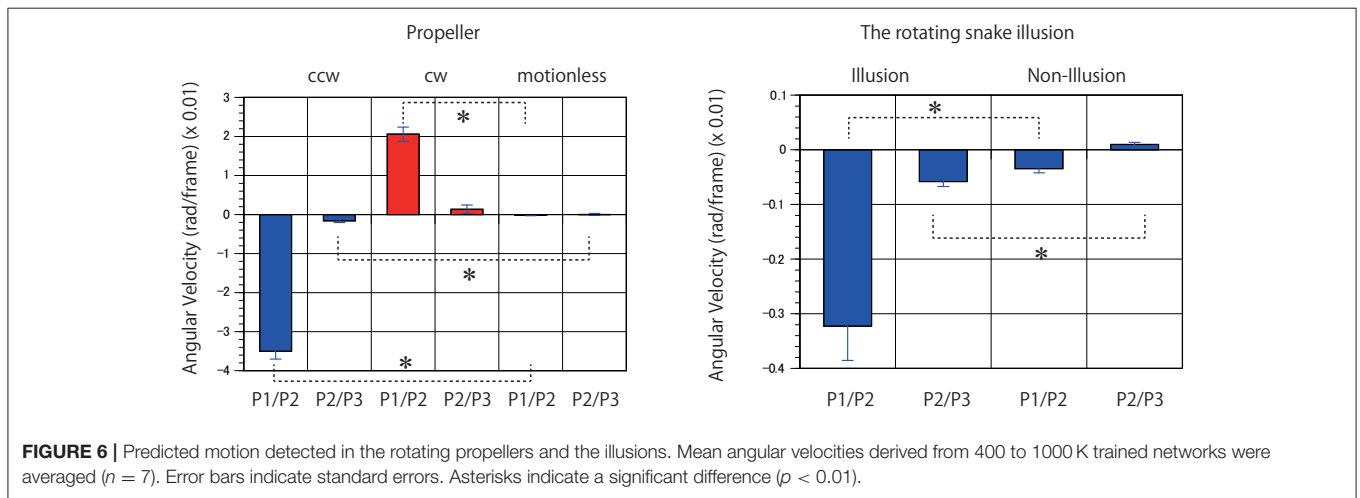 Propeller
ccw cw motionless
Angular Velocity (rad/frame) (x 0.01)
3
2
1
0
−1
−2
−3
−4
*
*
*
P1/P2 P2/P3 P1/P2 P2/P3 P1/P2 P2/P3
The rotating snake illusion
Illusion Non-Illusion
Angular Velocity (rad/frame) (x 0.01)
0.1
0
−0.1
−0.2
−0.3
−0.4
*
*
P1/P2 P2/P3 P1/P2 P2/P3
FIGURE 6 | Predicted motion detected in the rotating propellers and the illusions. Mean angular velocities derived from 400 to 1000 K trained networks were
averaged (n = 7). Error bars indicate standard errors. Asterisks indicate a significant difference (p < 0.01).